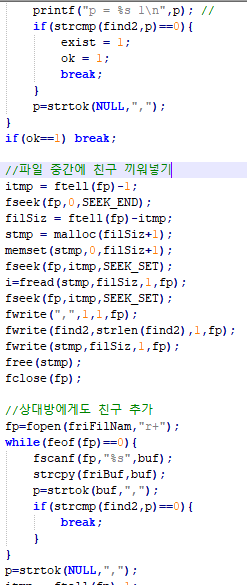 printf("p = %s 1\n",p); //
if(strcmp(find2,p)==0){
exist = 1;
ok = 1;
break;
}
p=strtok(NULL,",");
}
if(ok==1) break;
//파일 중간에 친구 끼워넣기
itmp = ftell(fp)-1;
fseek(fp,0,SEEK_END);
filSiz = ftell(fp)-itmp;
stmp = malloc(filSiz+1);
memset(stmp,0,filSiz+1);
fseek(fp,itmp,SEEK_SET);
i=fread(stmp,filSiz,1,fp);
fseek(fp,itmp,SEEK_SET);
fwrite(",",1,1,fp);
fwrite(find2,strlen(find2),1,fp);
fwrite(stmp,filSiz,1,fp);
free(stmp);
fclose(fp);
//상대방에게도 친구 추가
fp=fopen(friFilNam,"r+");
while(feof(fp)==0){
fscanf(fp,"%s",buf);
strcpy(friBuf,buf);
p=strtok(buf,",");
if(strcmp(find2,p)==0){
break;
}
}
p=strtok(NULL,",");
itmp = ftell(fp)-1;